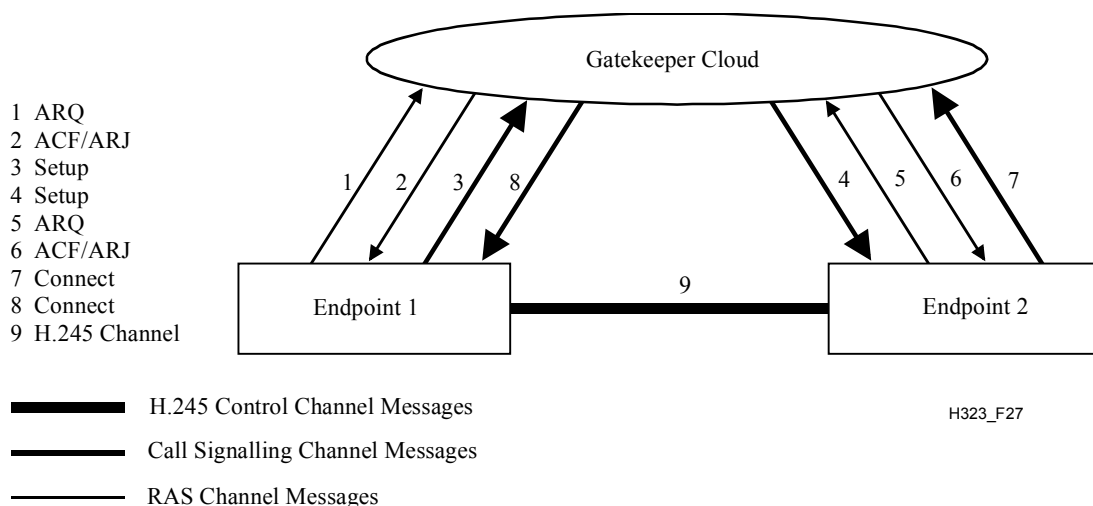 Gatekeeper Cloud
1 ARQ
2 ACF/ARJ
3 Setup
4 Setup
5 ARQ
6 ACF/ARJ
7 Connect
8 Connect
9 H.245 Channel
1 2 3 8 4 5 6 7
9
Endpoint 1 Endpoint 2
H.245 Control Channel Messages
H323_F27
Call Signalling Channel Messages
RAS Channel Messages